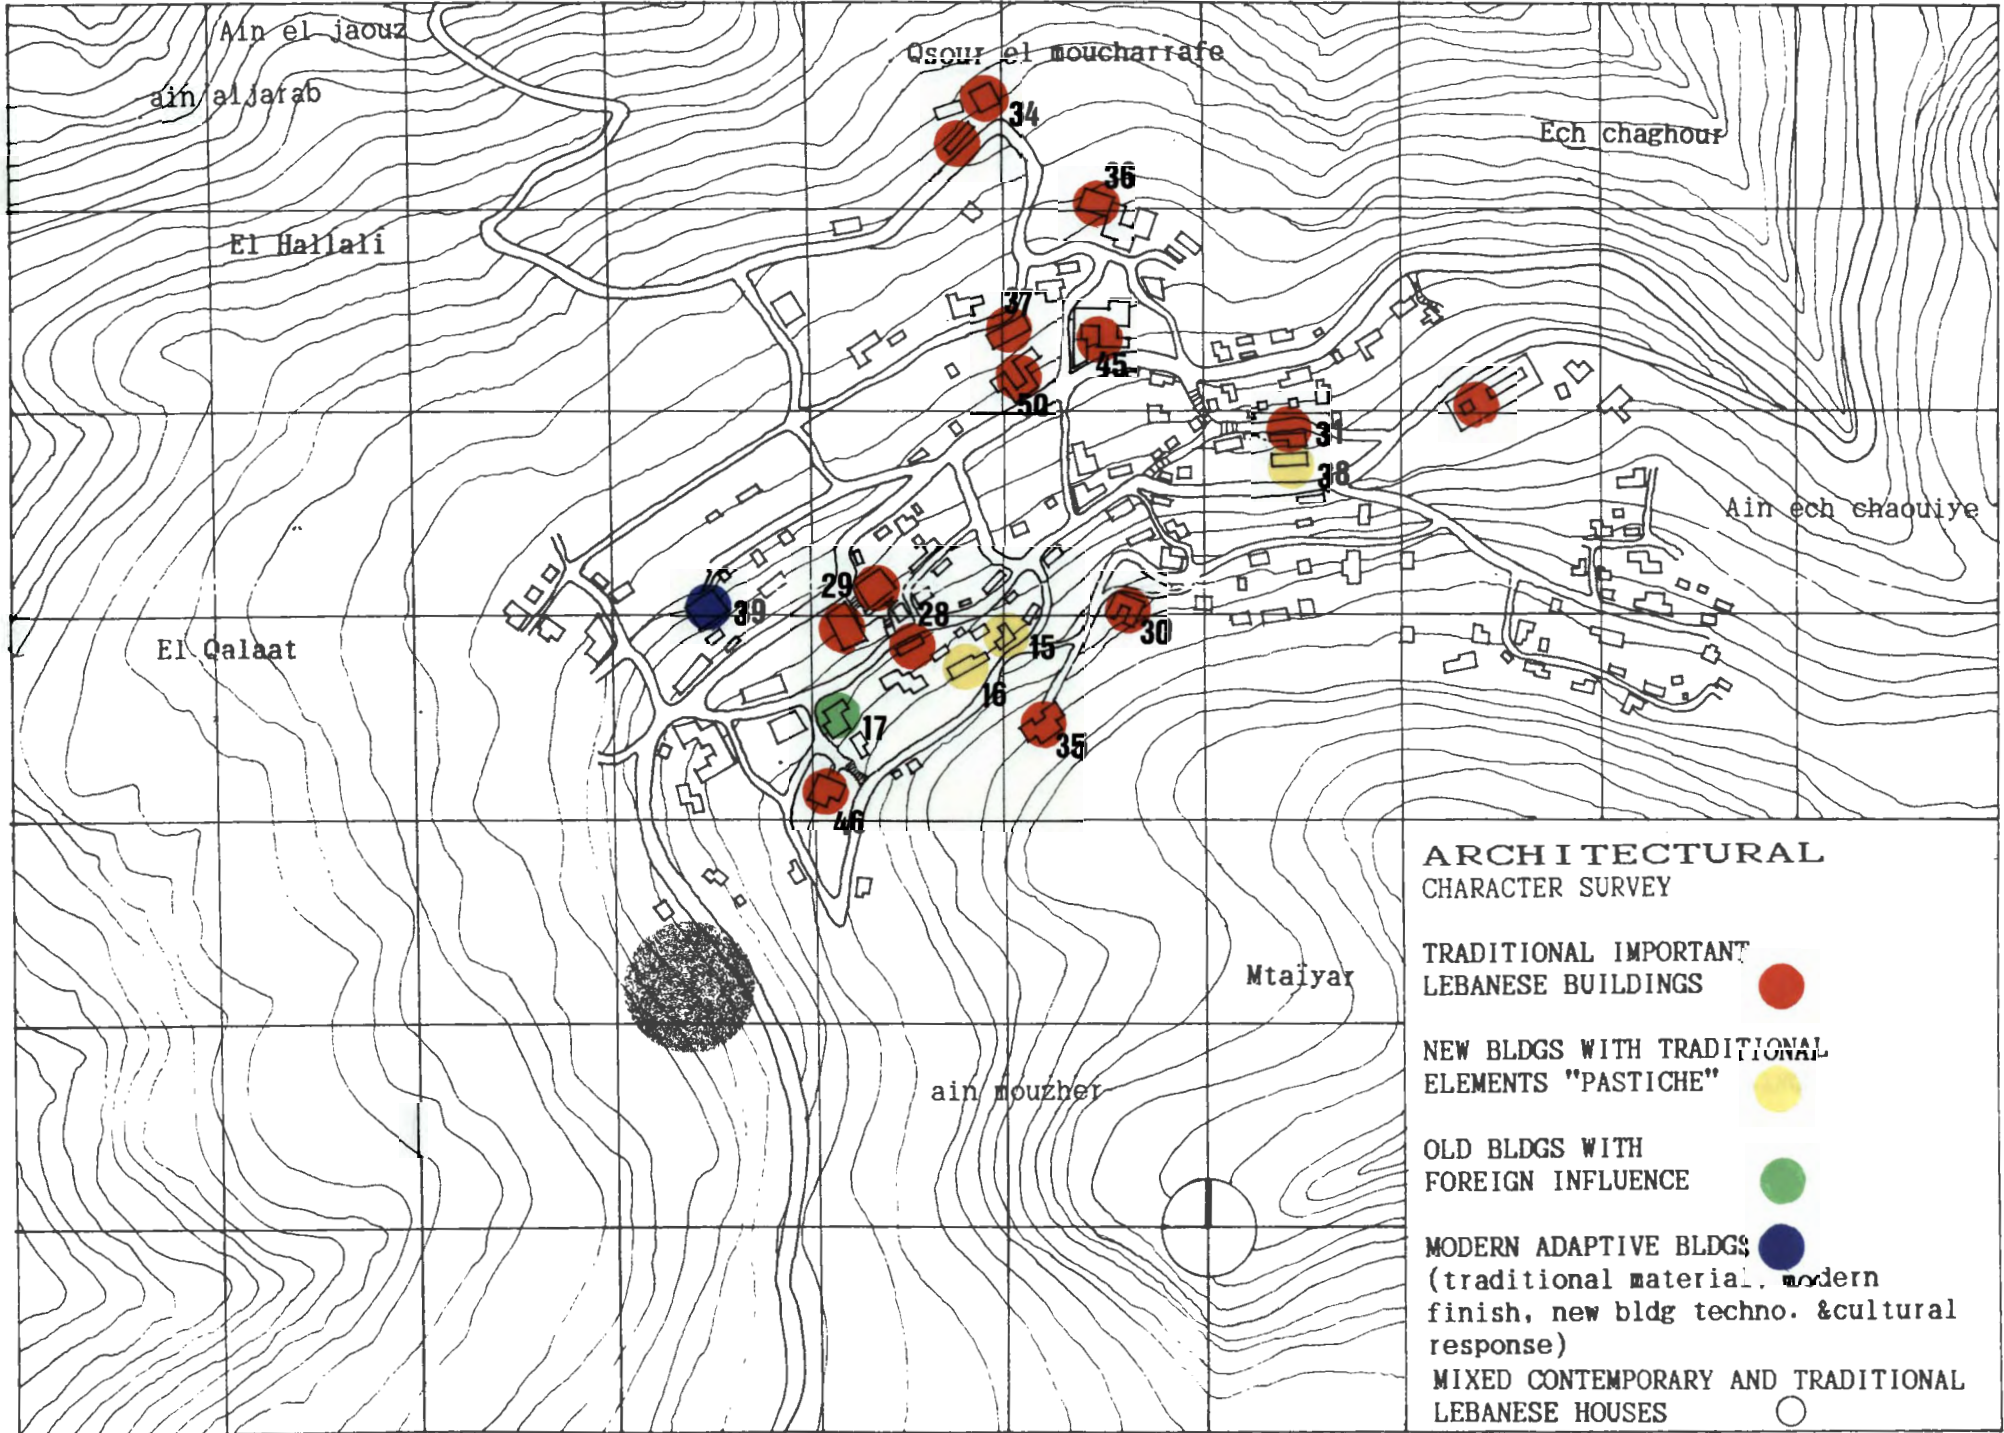 Ain el jaouz
Qsour el moucharrafe
ain aljarab
34
Ech chaghour
36
El Hallali
37
45
50
31
38
Ain ech chaouiye
29
39
28
15
30
El Qalaat
16
17
35
46
ARCHITECTURAL
CHARACTER SURVEY
TRADITIONAL IMPORTANT
LEBANESE BUILDINGS
Mtaïyar
NEW BLDGS WITH TRADITIONAL
ELEMENTS "PASTICHE"
ain mouzher
OLD BLDGS WITH
FOREIGN INFLUENCE
MODERN ADAPTIVE BLDGS
(traditional material. modern
finish, new bldg techno. &cultural
response)
MIXED CONTEMPORARY AND TRADITIONAL
LEBANESE HOUSES